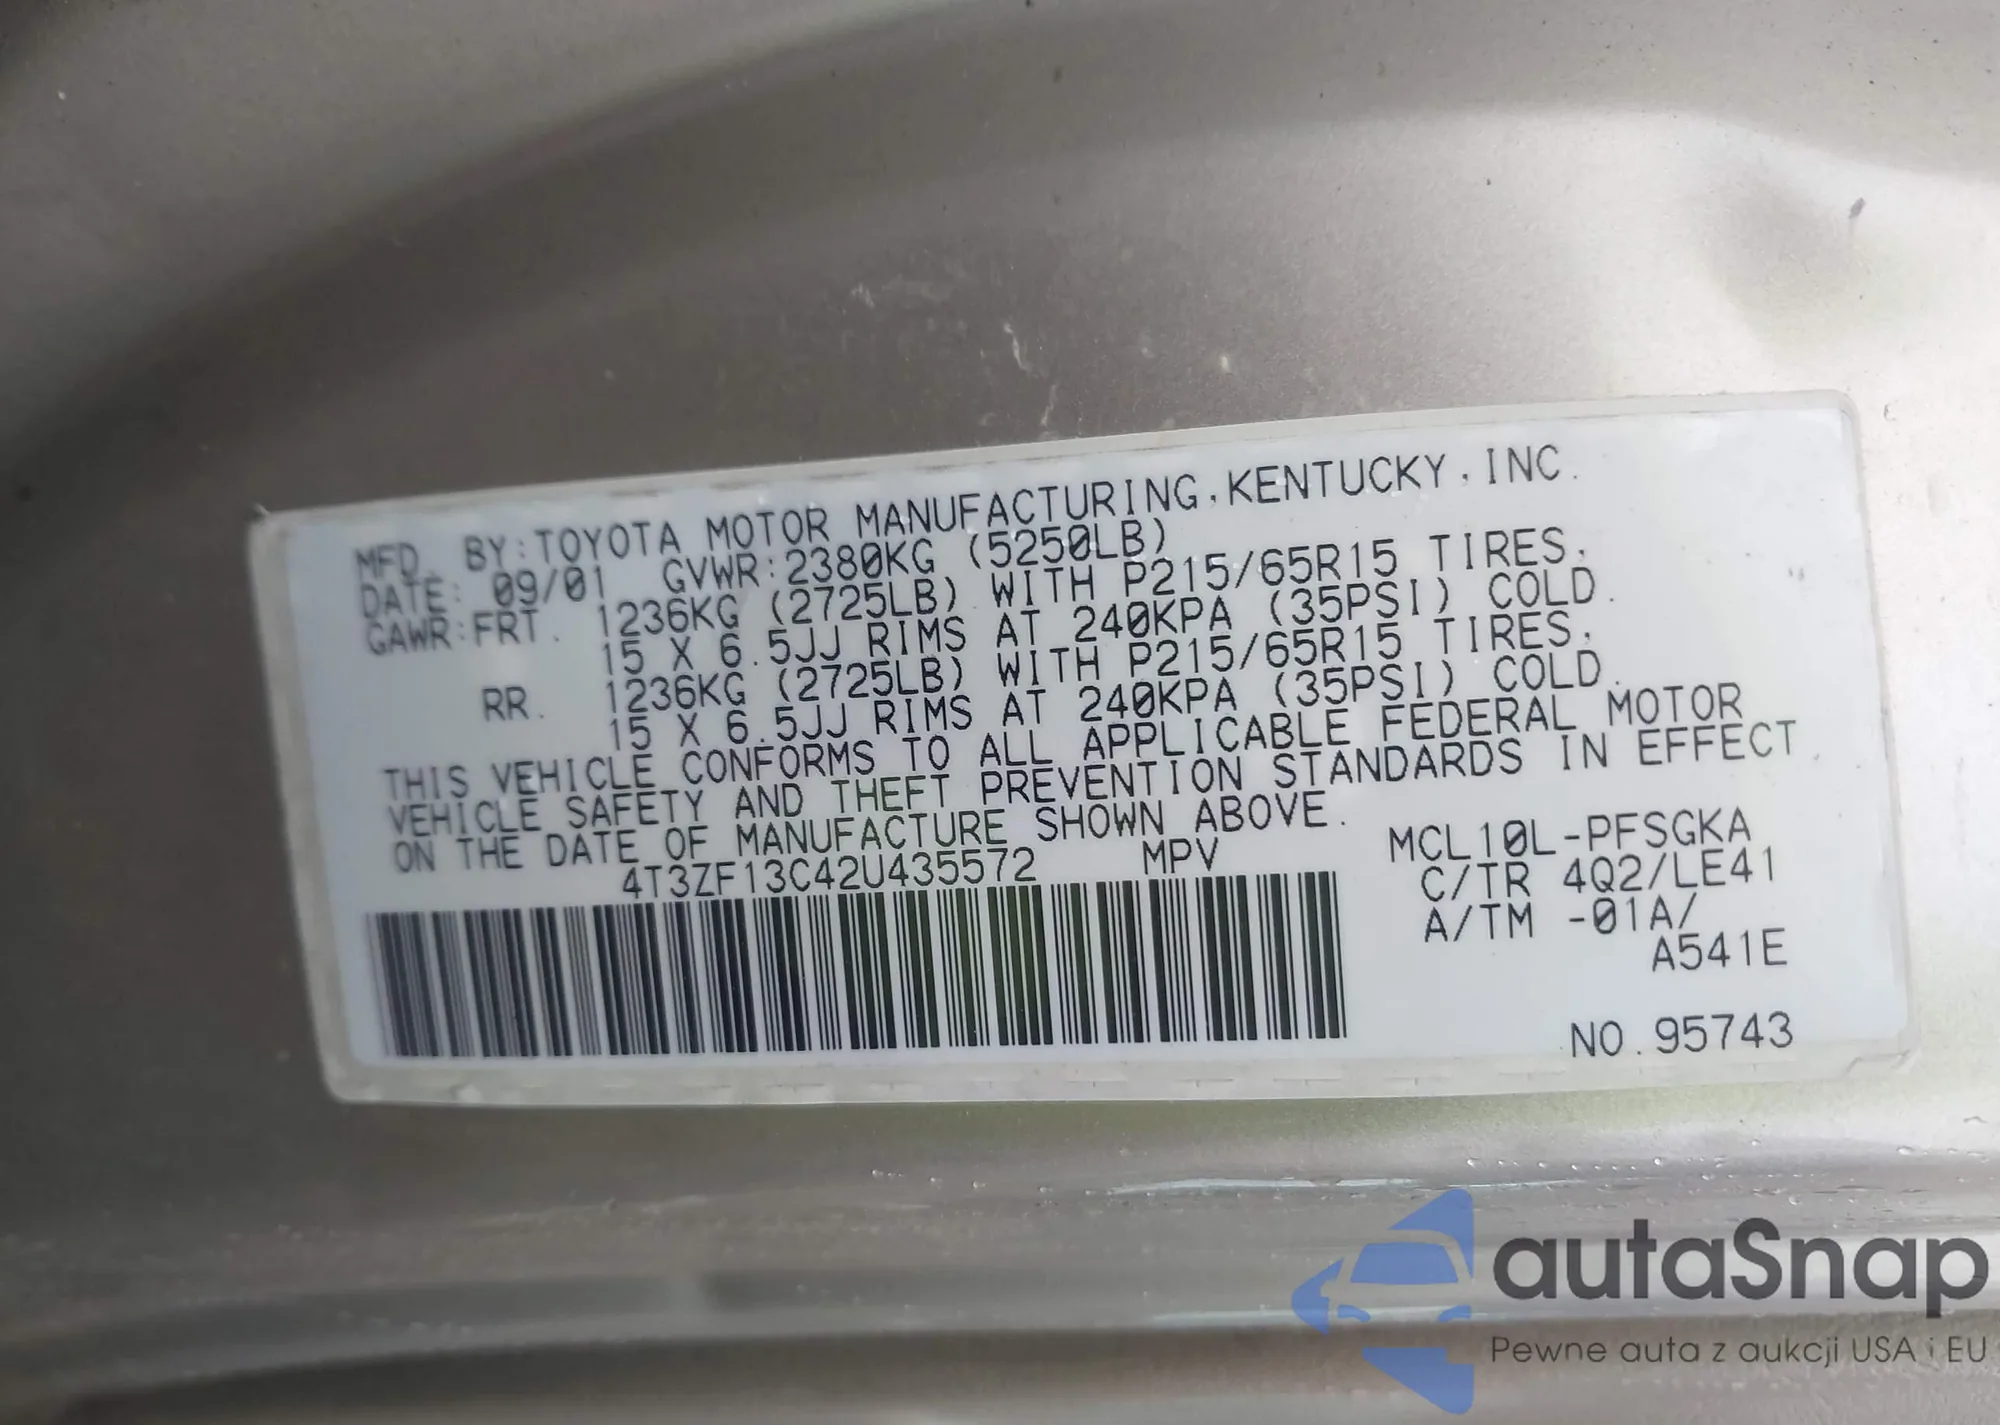 MFD. BY:TOYOTA MOTOR MANUFACTURING,KENTUCKY,INC.
DATE: 09/01 GVWR:2380KG (5250LB)
GAWR:FRT. 1236KG (2725LB) WITH P215/65R15 TIRES,
15 X 6.5JJ RIMS AT 240KPA (35PSI) COLD.
RR. 1236KG (2725LB) WITH P215/65R15 TIRES,
15 X 6.5JJ RIMS AT 240KPA (35PSI) COLD.
THIS VEHICLE CONFORMS TO ALL APPLICABLE FEDERAL MOTOR
VEHICLE SAFETY AND THEFT PREVENTION STANDARDS IN EFFECT
ON THE DATE OF MANUFACTURE SHOWN ABOVE.
4T3ZF13C42U435572 MPV MCL10L-PFSGKA
C/TR 4Q2/LE41
A/TM -01A/
A541E
NO.95743
autaSnap
Pewne auta z aukcji USA i EU